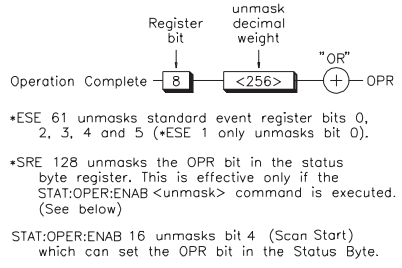 Register
bit
unmask
decimal
weight
"OR"
Operation Complete 8 <256> + OPR
*ESE 61 unmasks standard event register bits 0,
2, 3, 4 and 5 (*ESE 1 only unmasks bit 0).
*SRE 128 unmasks the OPR bit in the status
byte register. This is effective only if the
STAT:OPER:ENAB <unmask> command is executed.
(See below)
STAT:OPER:ENAB 16 unmasks bit 4 (Scan Start)
which can set the OPR bit in the Status Byte.